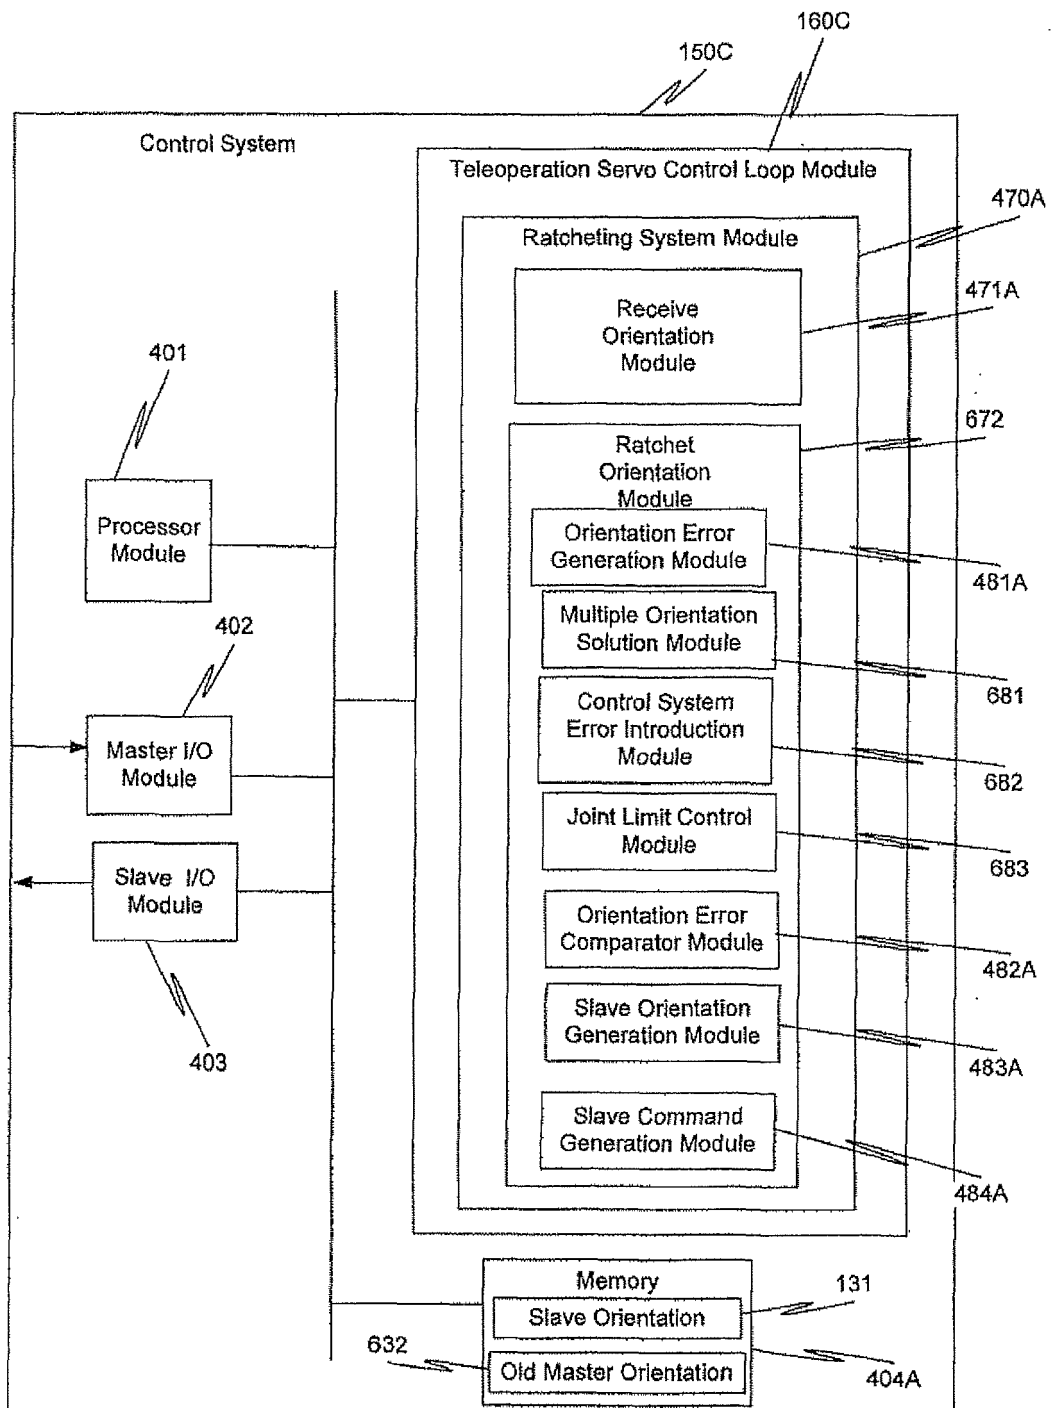 160C
150C
Control System
Teleoperation Servo Control Loop Module
470A
Ratcheting System Module
471A
Receive
Orientation
Module
401
672
Ratchet
Orientation
Module
Processor
Module
Orientation Error
Generation Module
481A
Multiple Orientation
Solution Module
402
681
Control System
Error Introduction
Module
Master I/O
Module
682
Joint Limit Control
Module
683
Slave I/O
Module
Orientation Error
Comparator Module
482A
Slave Orientation
Generation Module
403
483A
Slave Command
Generation Module
484A
Memory
131
Slave Orientation
632
Old Master Orientation
404A